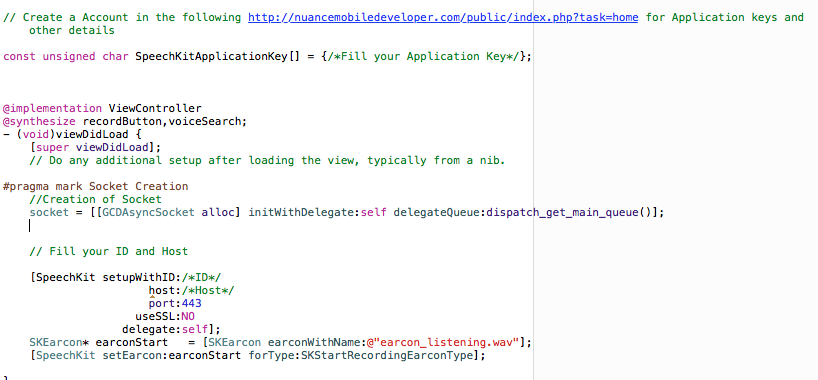 // Create a Account in the following http://nuancemobiledeveloper.com/public/index.php?task=home for Application keys and
other details
const unsigned char SpeechKitApplicationKey[] = {/*Fill your Application Key*/};
@implementation ViewController
@synthesize recordButton,voiceSearch;
- (void)viewDidLoad {
[super viewDidLoad];
// Do any additional setup after loading the view, typically from a nib.
#pragma mark Socket Creation
//Creation of Socket
socket = [[GCDAsyncSocket alloc] initWithDelegate:self delegateQueue:dispatch_get_main_queue()];
// Fill your ID and Host
[SpeechKit setupWithID:/*ID*/
host:/*Host*/
port:443
useSSL:NO
delegate:self];
SKEarcon* earconStart = [SKEarcon earconWithName:@"earcon_listening.wav"];
[SpeechKit setEarcon:earconStart forType:SKStartRecordingEarconType];